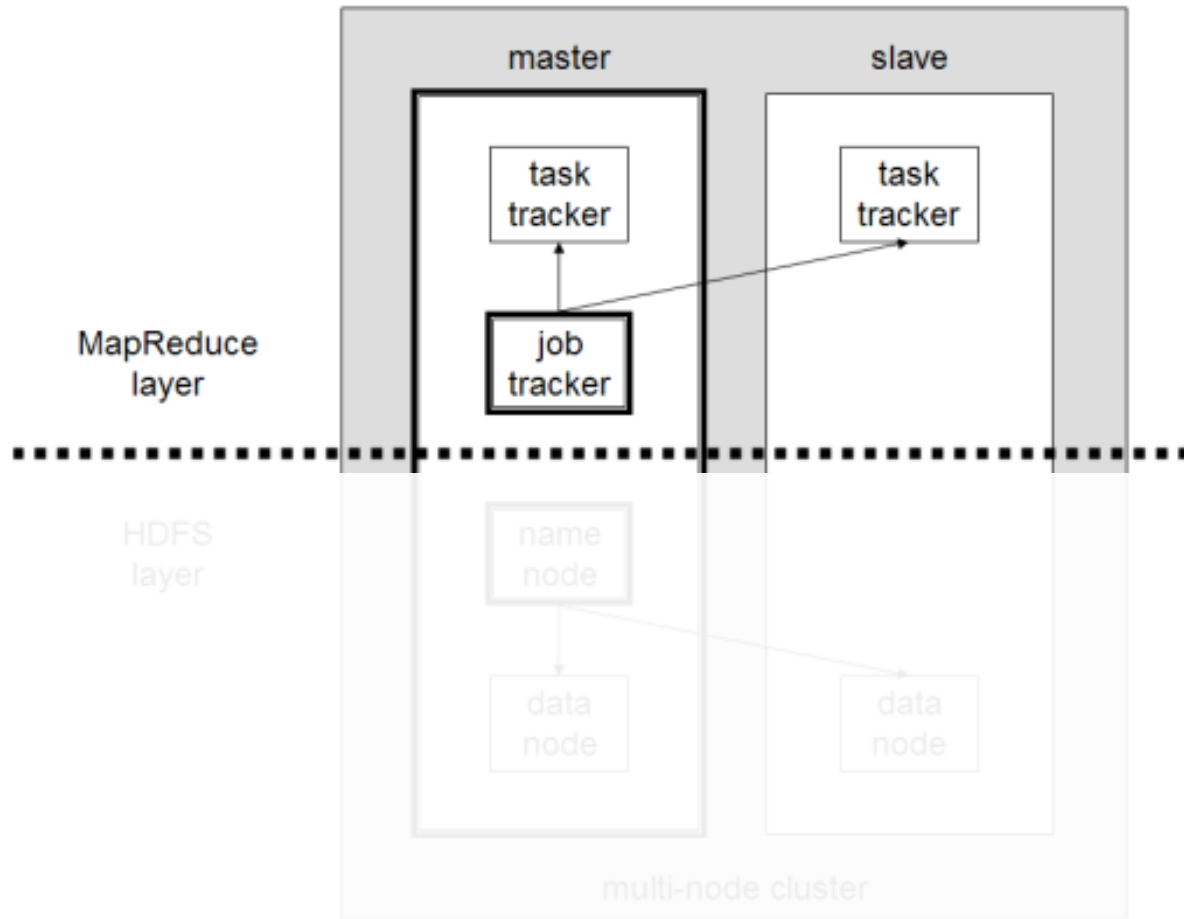 master
slave
task
tracker
task
tracker
MapReduce
layer
job
tracker
HDFS
layer
name
node
data
node
data
node
multi-node cluster